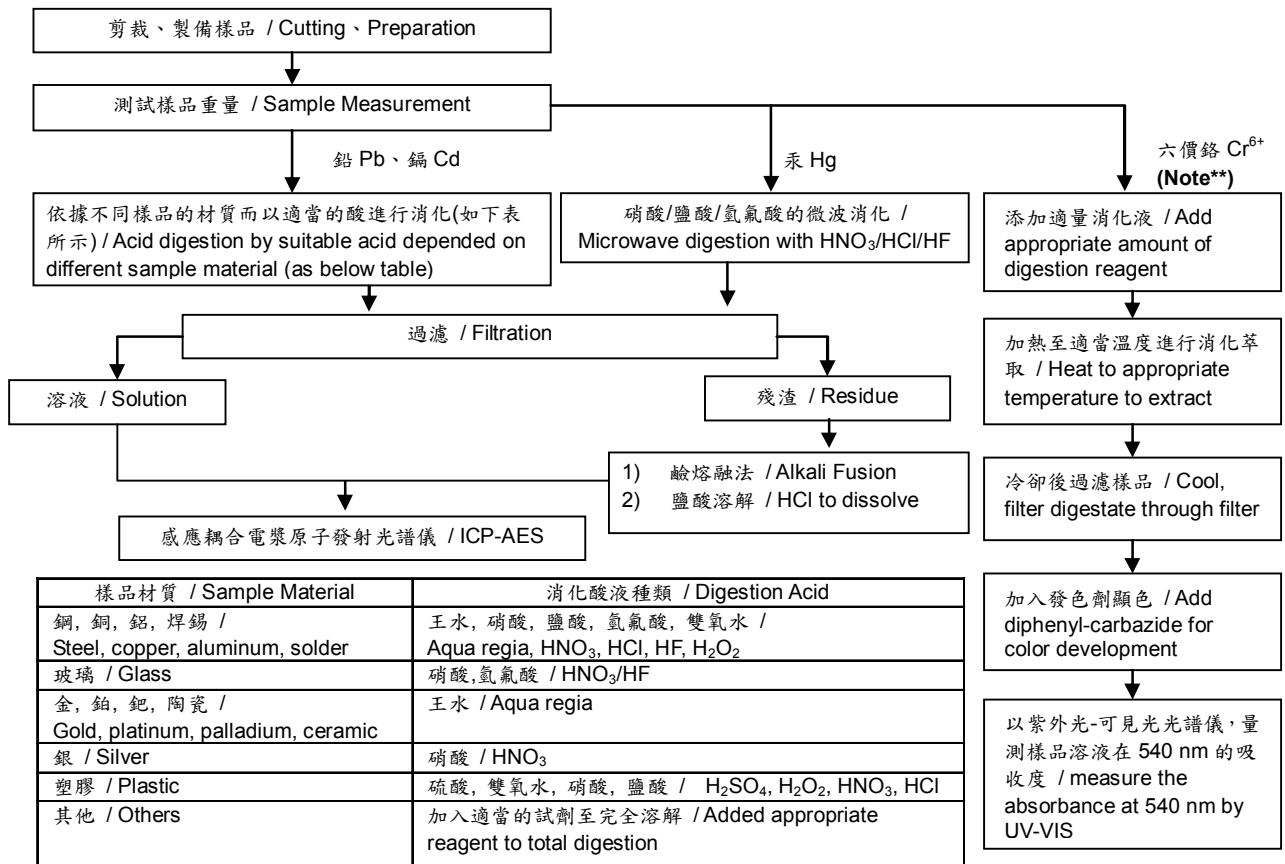 剪裁、製備樣品 / Cutting、Preparation
測試樣品重量 / Sample Measurement
鉛 Pb、鎘 Cd
汞 Hg
六價鉻 Cr⁶⁺
(Note**)
依據不同樣品的材質而以適當的酸進行消化(如下表
所示) / Acid digestion by suitable acid depended on
different sample material (as below table)
硝酸/鹽酸/氫氟酸的微波消化 /
Microwave digestion with HNO₃/HCl/HF
添加適量消化液 / Add
appropriate amount of
digestion reagent
過濾 / Filtration
加熱至適當溫度進行消化萃
取 / Heat to appropriate
temperature to extract
溶液 / Solution
殘渣 / Residue
1) 鹼熔融法 / Alkali Fusion
2) 鹽酸溶解 / HCl to dissolve
冷卻後過濾樣品 / Cool,
filter digestate through filter
感應耦合電漿原子發射光譜儀 / ICP-AES
加入發色劑顯色 / Add
diphenyl-carbazide for
color development
以紫外光-可見光光譜儀，量
測樣品溶液在 540 nm 的吸
收度 / measure the
absorbance at 540 nm by
UV-VIS
樣品材質 / Sample Material 消化酸液種類 / Digestion Acid
鋼, 銅, 鋁, 焊錫 /
Steel, copper, aluminum, solder
王水, 硝酸, 鹽酸, 氫氟酸, 雙氧水 /
Aqua regia, HNO₃, HCl, HF, H₂O₂
玻璃 / Glass 硝酸,氫氟酸 / HNO₃/HF
金, 鉑, 鈀, 陶瓷 /
Gold, platinum, palladium, ceramic
王水 / Aqua regia
銀 / Silver 硝酸 / HNO₃
塑膠 / Plastic 硫酸, 雙氧水, 硝酸, 鹽酸 / H₂SO₄, H₂O₂, HNO₃, HCl
其他 / Others 加入適當的試劑至完全溶解 / Added appropriate
reagent to total digestion